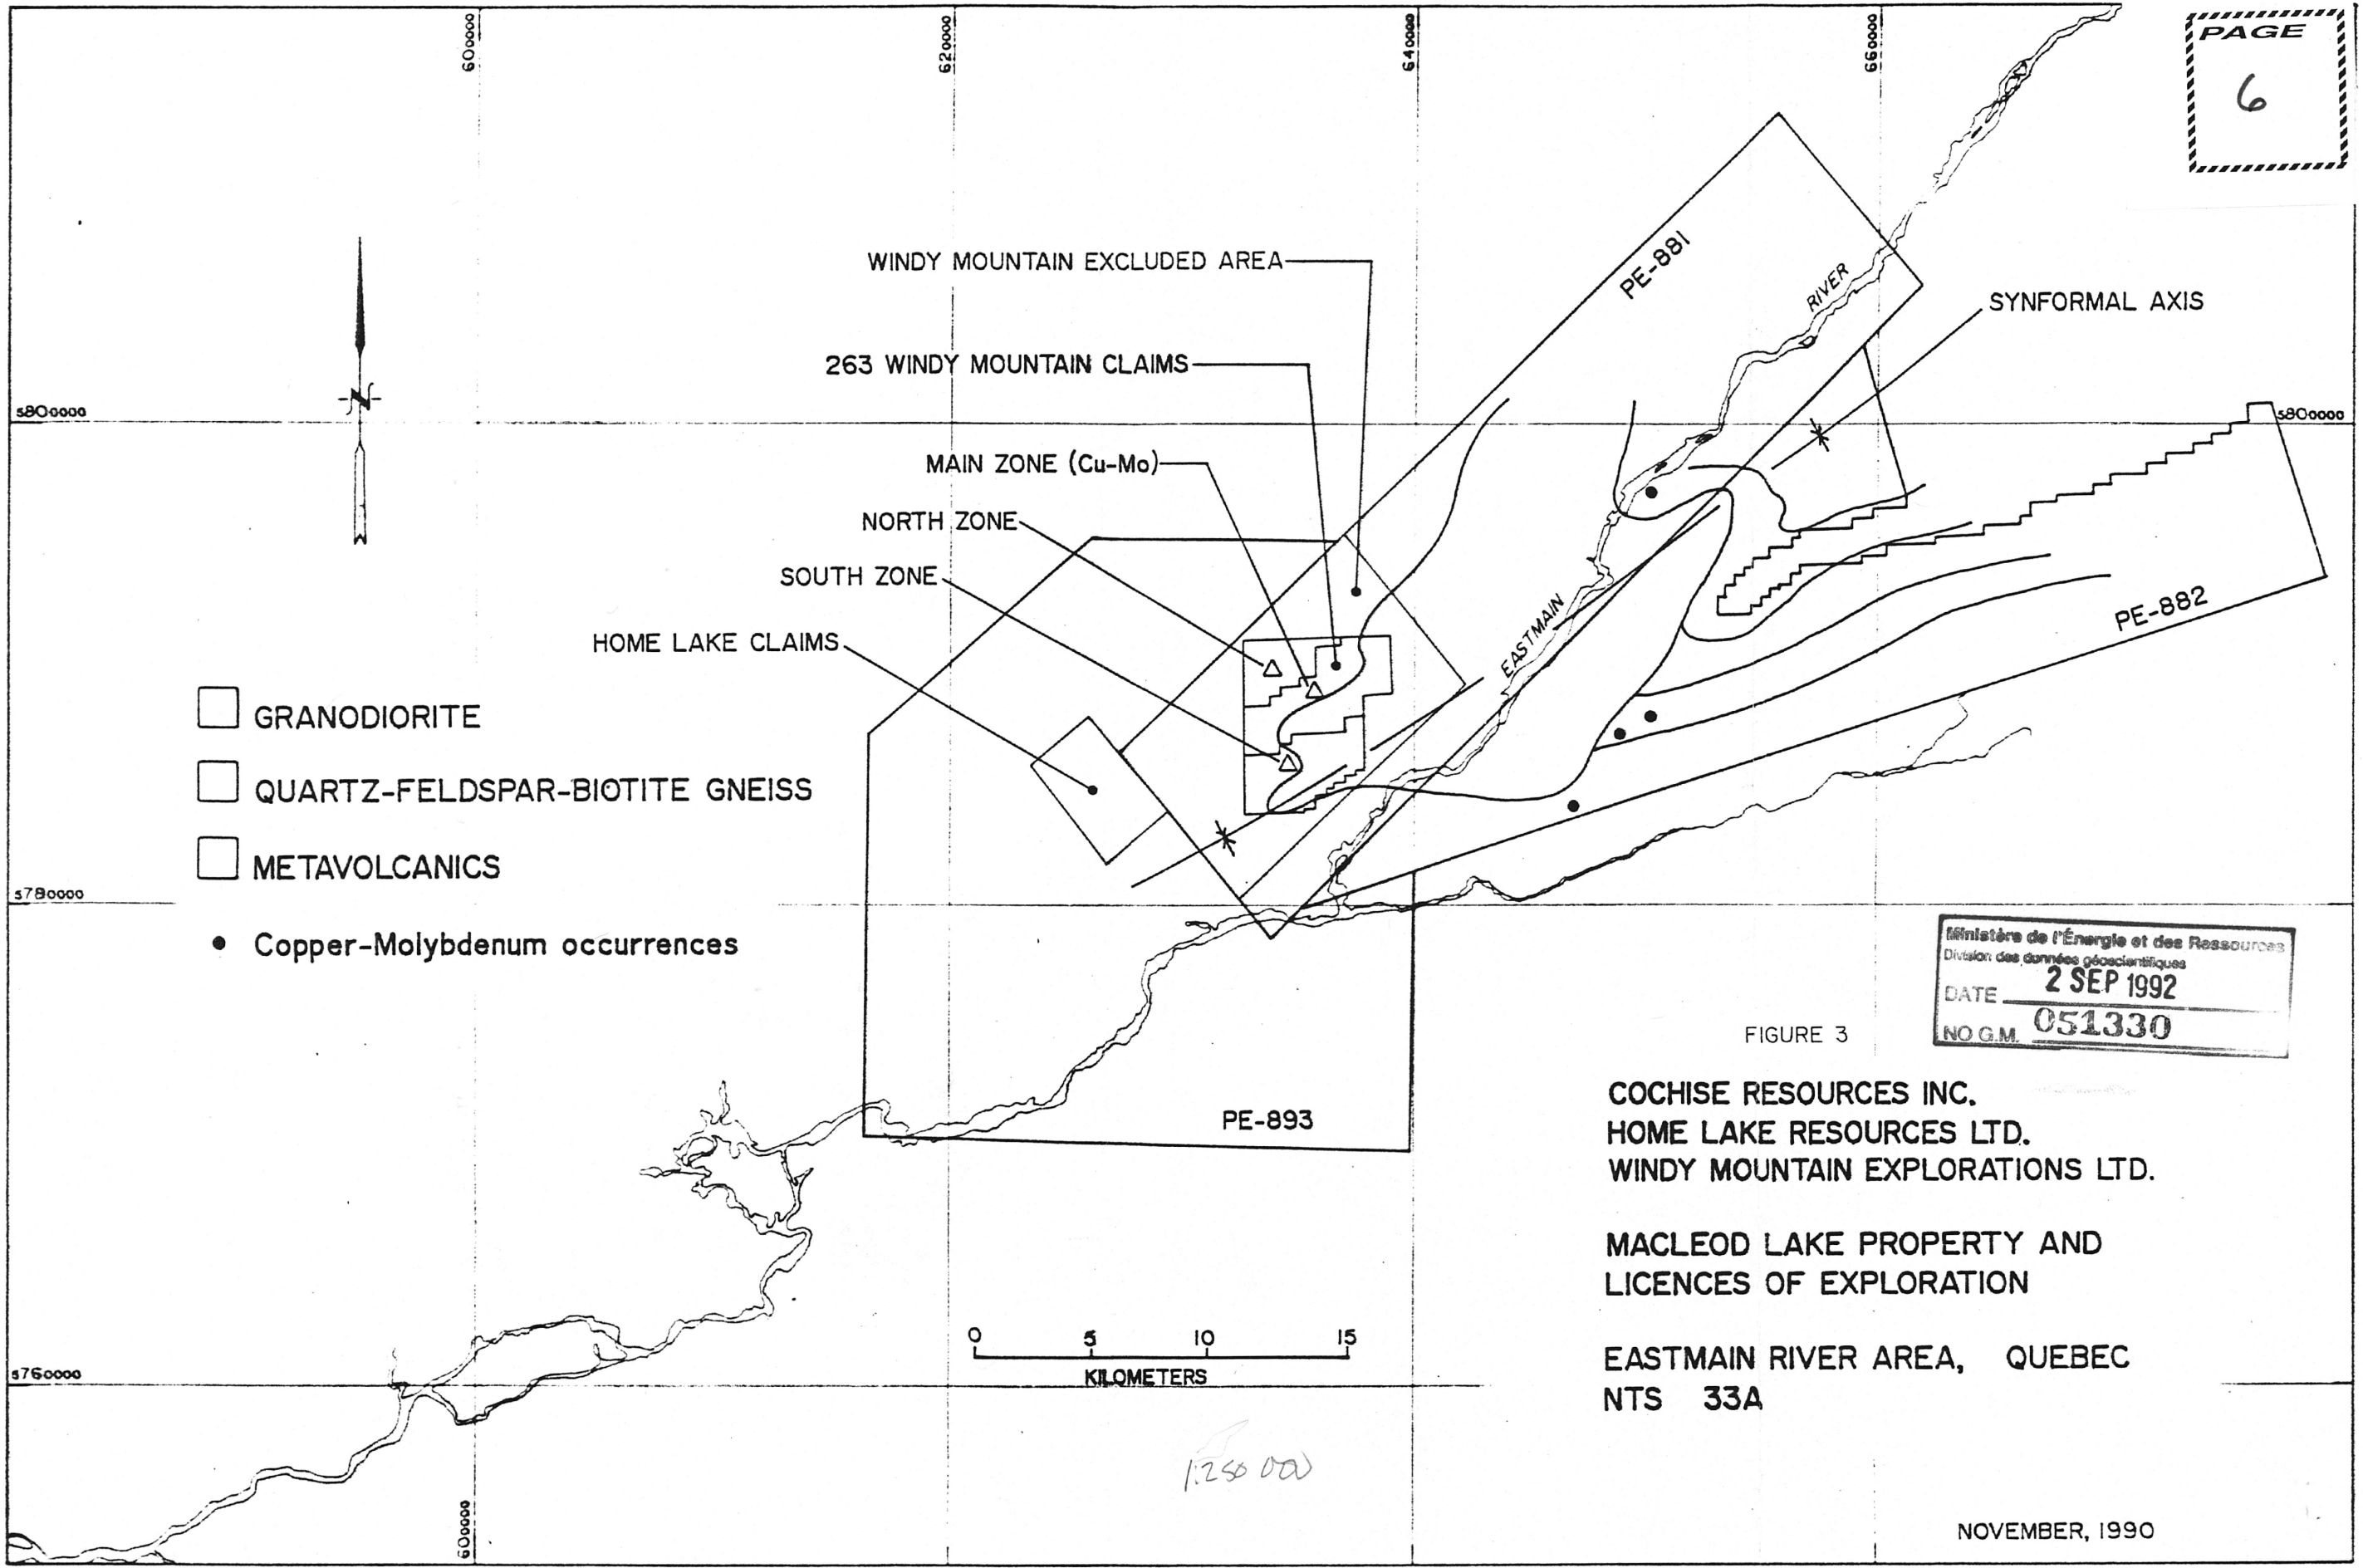 600000
620000
640000
660000
PAGE
6
WINDY MOUNTAIN EXCLUDED AREA
PE-881
RIVER
SYNFORMAL AXIS
263 WINDY MOUNTAIN CLAIMS
N
5800000
5800000
MAIN ZONE (Cu-Mo)
NORTH ZONE
SOUTH ZONE
EASTMAIN
PE-882
HOME LAKE CLAIMS
GRANODIORITE
QUARTZ-FELDSPAR-BIOTITE GNEISS
METAVOLCANICS
5780000
Copper-Molybdenum occurrences
Ministère de l'Énergie et des Ressources
Division des données géoscientifiques
DATE 2 SEP 1992
NO G.M. 051330
FIGURE 3
COCHISE RESOURCES INC.
HOME LAKE RESOURCES LTD.
WINDY MOUNTAIN EXPLORATIONS LTD.
PE-893
MACLEOD LAKE PROPERTY AND
LICENCES OF EXPLORATION
0 5 10 15
KILOMETERS
5760000
EASTMAIN RIVER AREA, QUEBEC
NTS 33A
1:250 000
600000
NOVEMBER, 1990